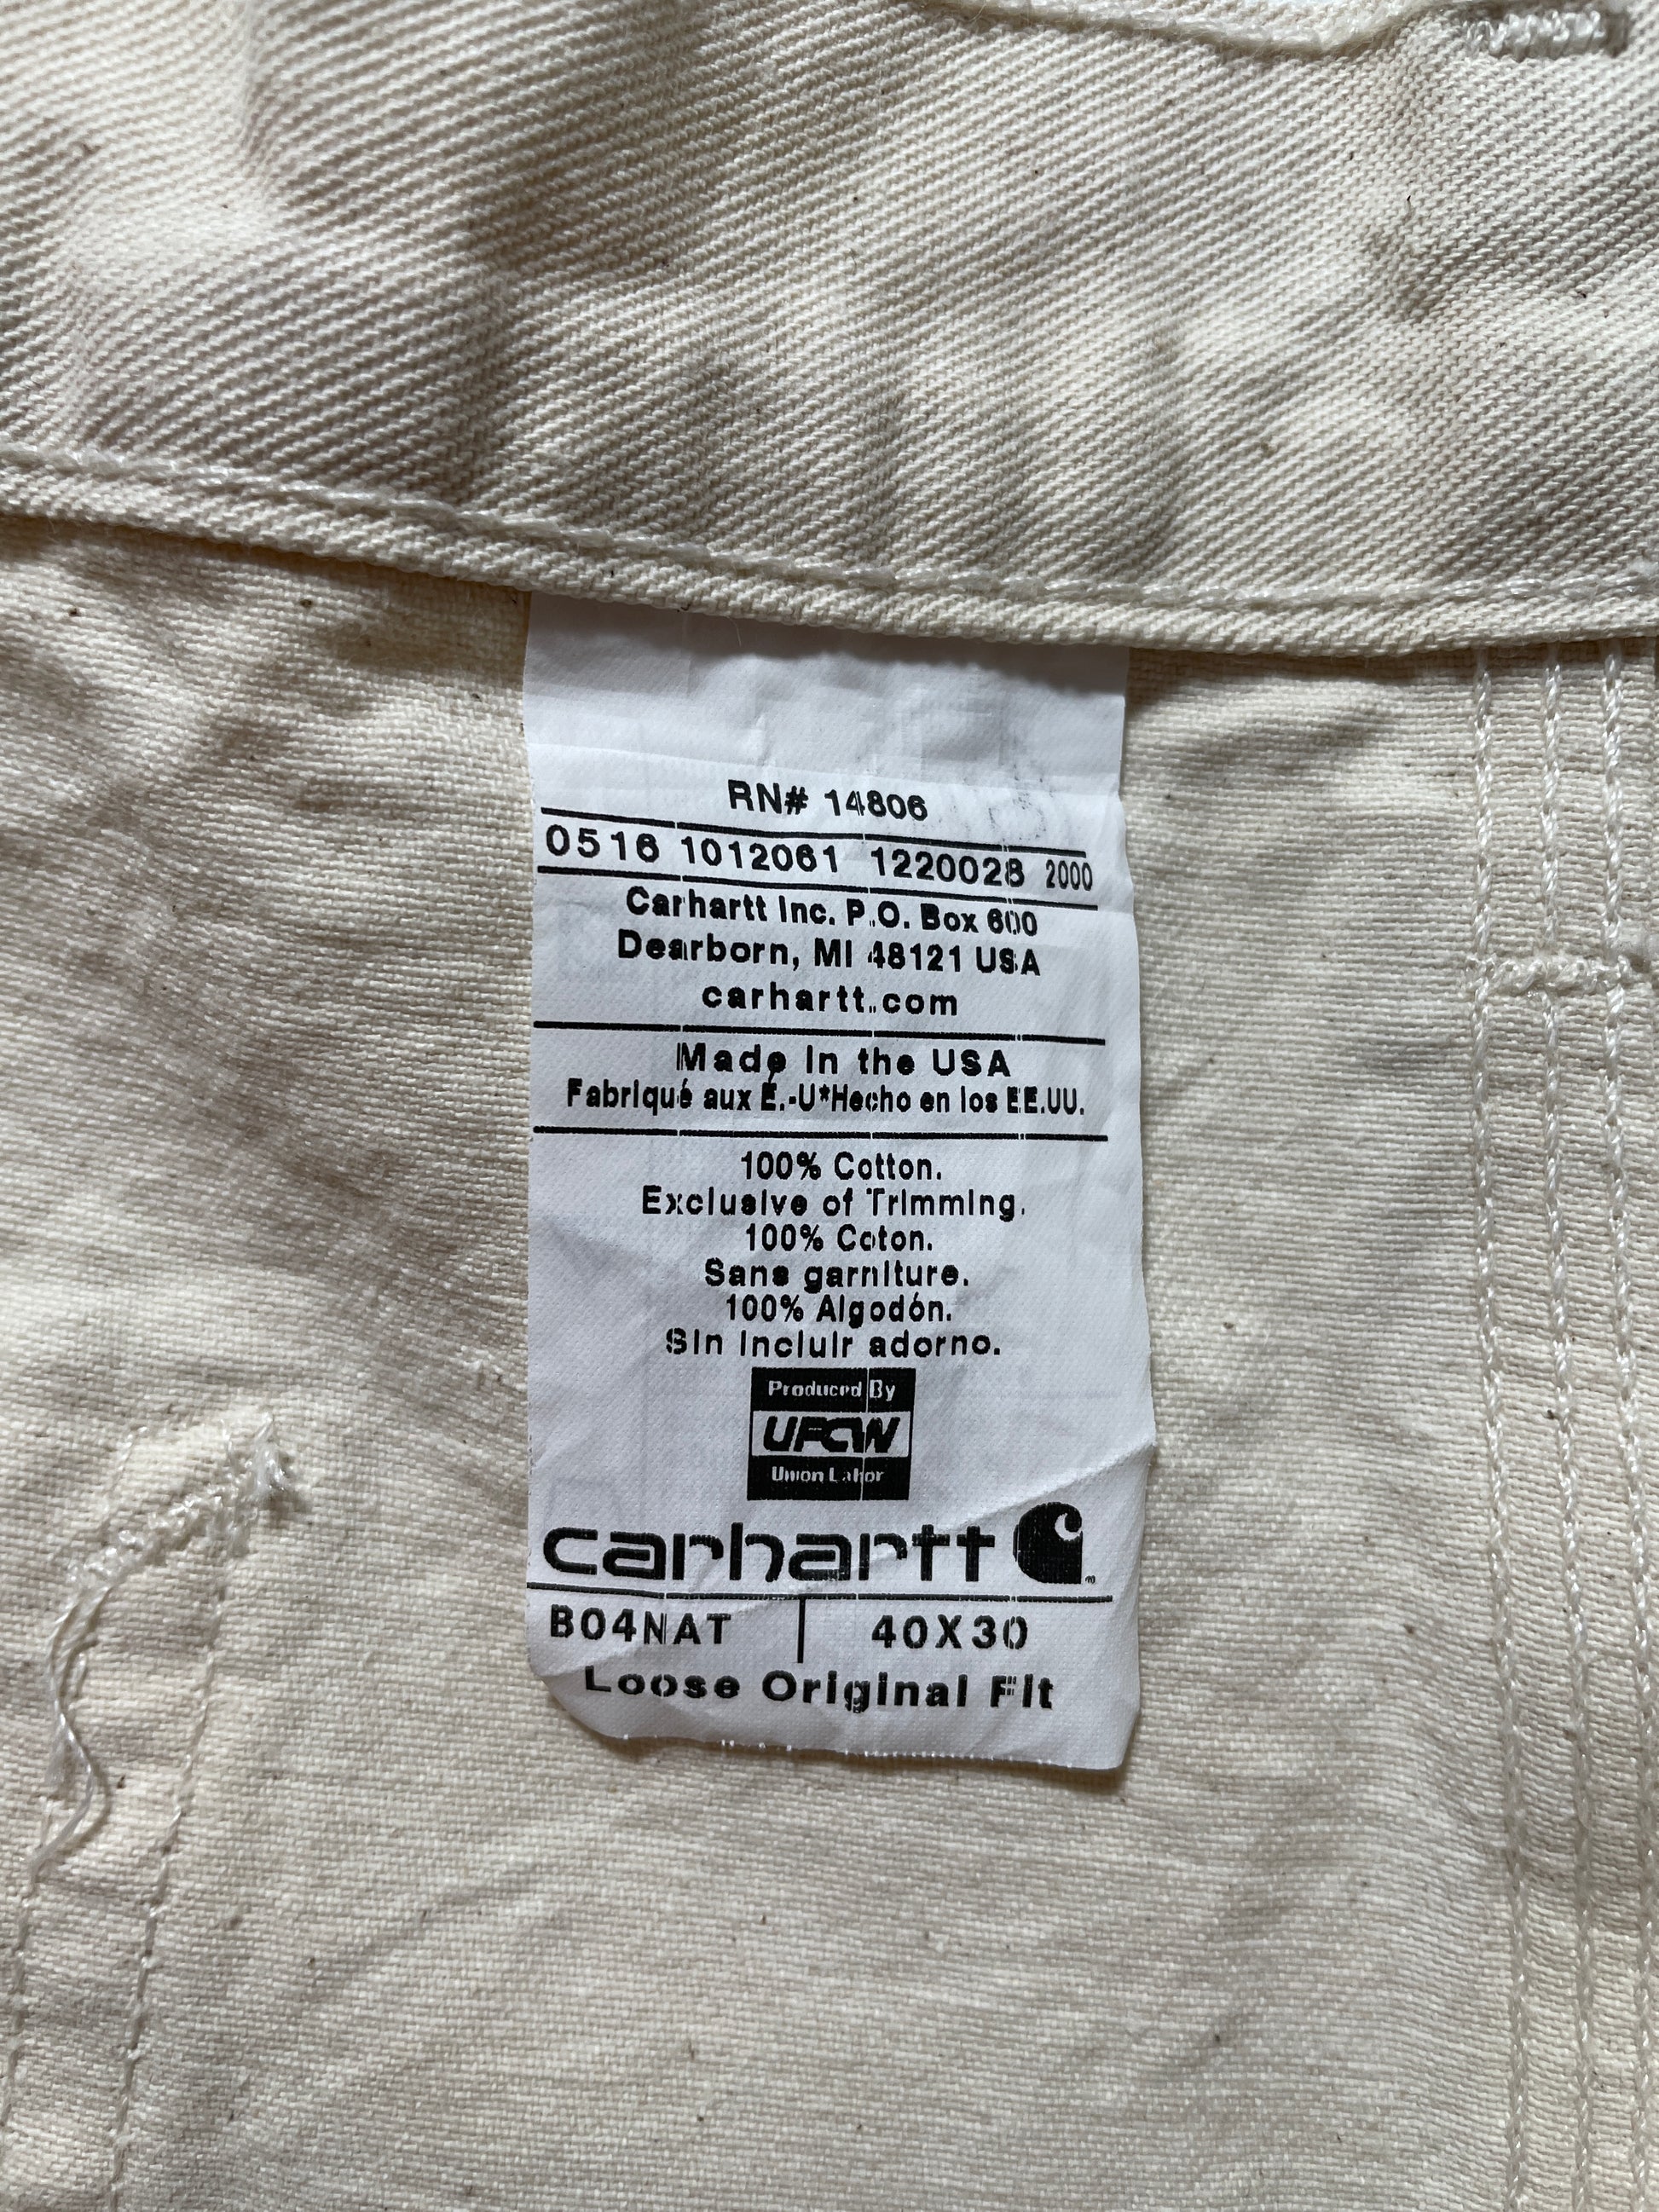 RN# 14806
0516 1012061 1220028 2000
Carhartt Inc. P.O. Box 600
Dearborn, MI 48121 USA
carhartt.com
Made In the USA
Fabriqué aux É.-U*Hecho en los EE.UU.
100% Cotton.
Exclusive of Trimming.
100% Coton.
Sans garniture.
100% Algodón.
Sin incluir adorno.
Produced By
UFCW
Union Labor
carhartt
B04NAT 40X30
Loose Original Fit